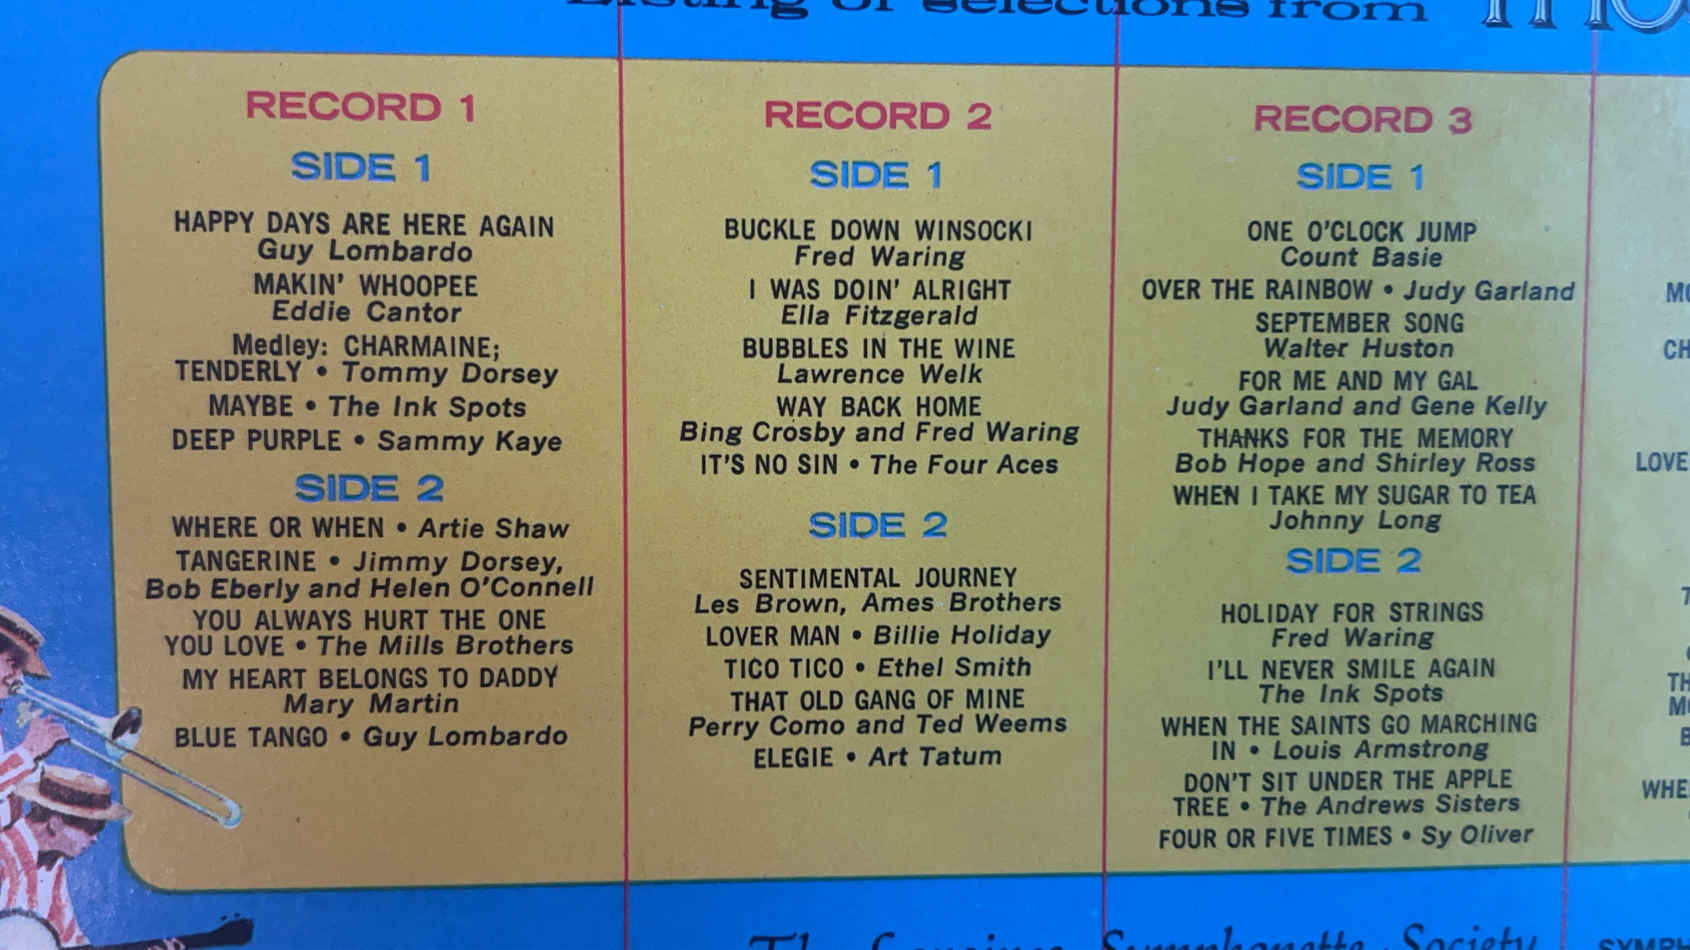 Listing of selections from
RECORD 1
SIDE 1
HAPPY DAYS ARE HERE AGAIN
Guy Lombardo
MAKIN' WHOOPEE
Eddie Cantor
Medley: CHARMAINE;
TENDERLY • Tommy Dorsey
MAYBE • The Ink Spots
DEEP PURPLE • Sammy Kaye
SIDE 2
WHERE OR WHEN • Artie Shaw
TANGERINE • Jimmy Dorsey,
Bob Eberly and Helen O'Connell
YOU ALWAYS HURT THE ONE
YOU LOVE • The Mills Brothers
MY HEART BELONGS TO DADDY
Mary Martin
BLUE TANGO • Guy Lombardo
RECORD 2
SIDE 1
BUCKLE DOWN WINSOCKI
Fred Waring
I WAS DOIN' ALRIGHT
Ella Fitzgerald
BUBBLES IN THE WINE
Lawrence Welk
WAY BACK HOME
Bing Crosby and Fred Waring
IT'S NO SIN • The Four Aces
SIDE 2
SENTIMENTAL JOURNEY
Les Brown, Ames Brothers
LOVER MAN • Billie Holiday
TICO TICO • Ethel Smith
THAT OLD GANG OF MINE
Perry Como and Ted Weems
ELEGIE • Art Tatum
RECORD 3
SIDE 1
ONE O'CLOCK JUMP
Count Basie
OVER THE RAINBOW • Judy Garland
SEPTEMBER SONG
Walter Huston
FOR ME AND MY GAL
Judy Garland and Gene Kelly
THANKS FOR THE MEMORY
Bob Hope and Shirley Ross
WHEN I TAKE MY SUGAR TO TEA
Johnny Long
SIDE 2
HOLIDAY FOR STRINGS
Fred Waring
I'LL NEVER SMILE AGAIN
The Ink Spots
WHEN THE SAINTS GO MARCHING
IN • Louis Armstrong
DON'T SIT UNDER THE APPLE
TREE • The Andrews Sisters
FOUR OR FIVE TIMES • Sy Oliver
LOVE
The Longines Symphonette Society